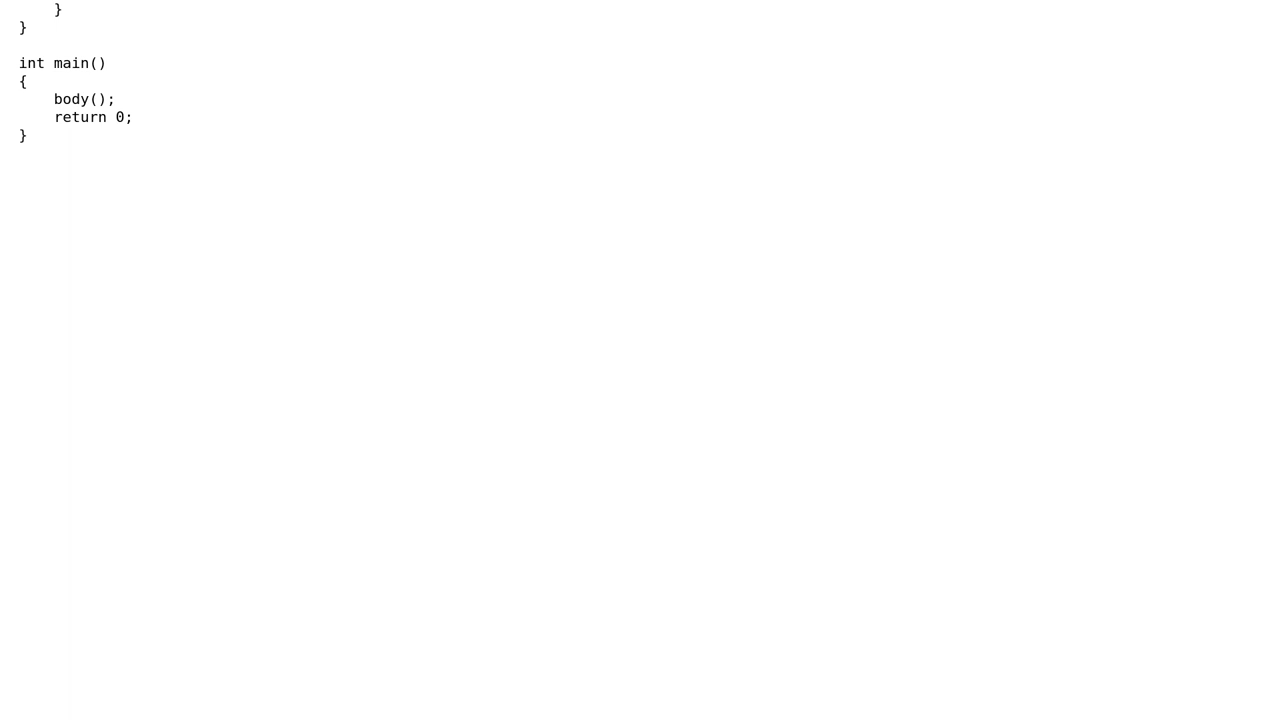 }
}

int main()
{
    body();
    return 0;
}